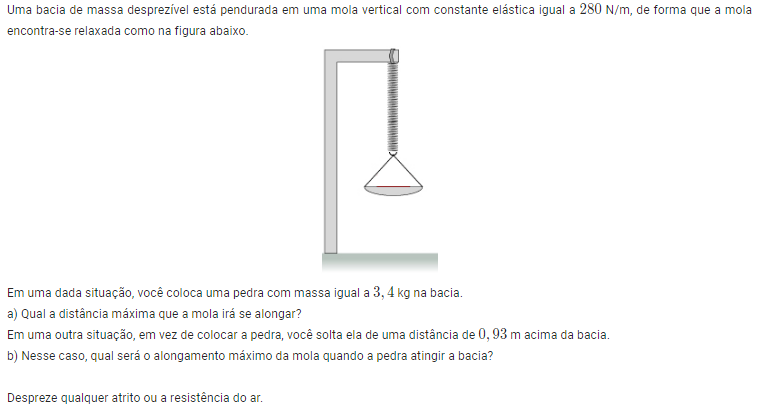 Uma bacia de massa desprezível está pendurada em uma mola vertical com constante elástica igual a 280 N/m, de forma que a mola
encontra-se relaxada como na figura abaixo.
Em uma dada situação, você coloca uma pedra com massa igual a 3, 4 kg na bacia.
a) Qual a distância máxima que a mola irá se alongar?
Em uma outra situação, em vez de colocar a pedra, você solta ela de uma distância de 0, 93 m acima da bacia.
b) Nesse caso, qual será o alongamento máximo da mola quando a pedra atingir a bacia?
Despreze qualquer atrito ou a resistência do ar.